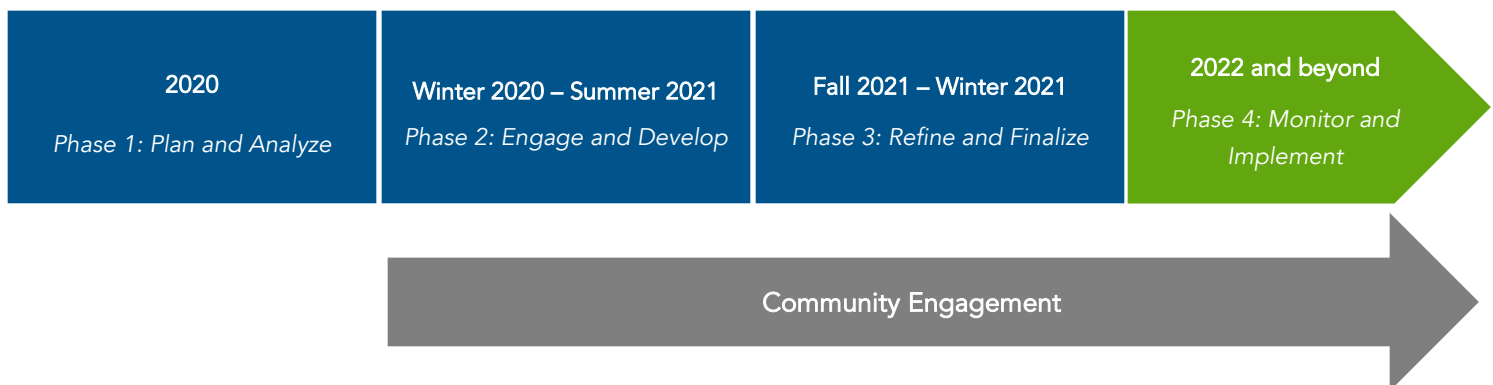 2020
Phase 1: Plan and Analyze
Winter 2020 – Summer 2021
Phase 2: Engage and Develop
Fall 2021 – Winter 2021
Phase 3: Refine and Finalize
2022 and beyond
Phase 4: Monitor and
Implement
Community Engagement